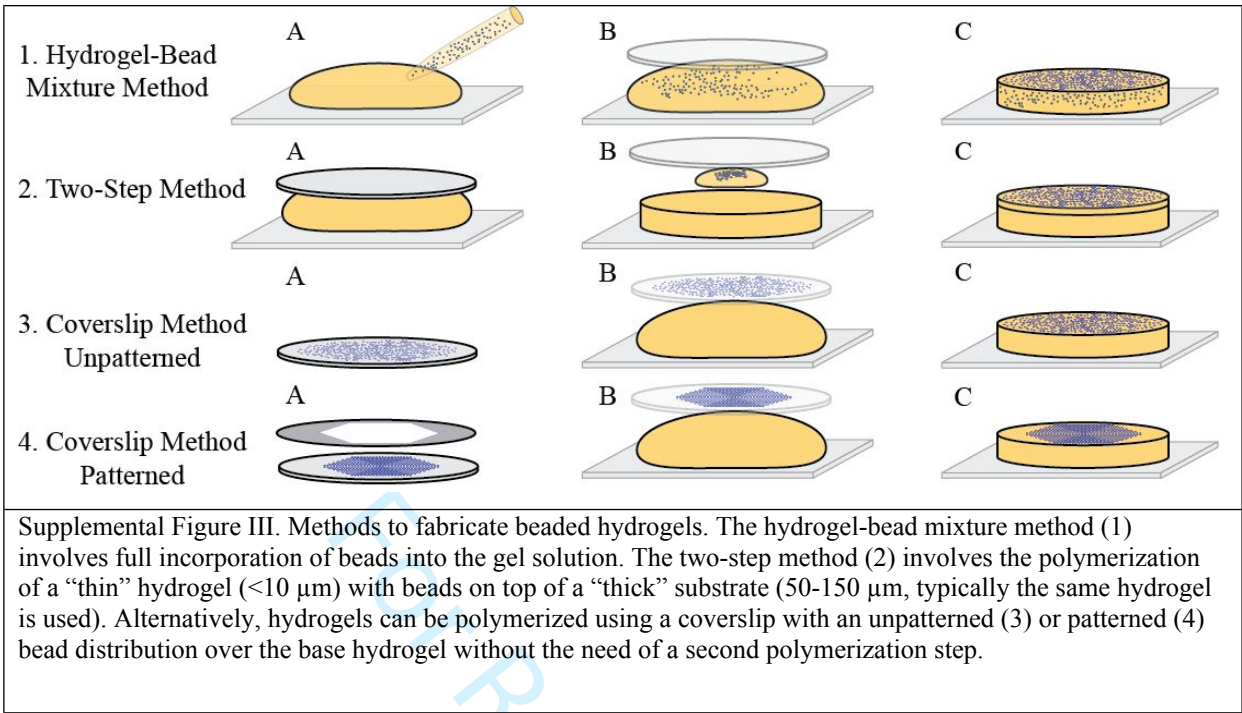 A
B
C
1. Hydrogel-Bead
Mixture Method
A
B
C
2. Two-Step Method
A
B
C
3. Coverslip Method
Unpatterned
A
B
C
4. Coverslip Method
Patterned
Supplemental Figure III. Methods to fabricate beaded hydrogels. The hydrogel-bead mixture method (1)
involves full incorporation of beads into the gel solution. The two-step method (2) involves the polymerization
of a “thin” hydrogel (<10 µm) with beads on top of a “thick” substrate (50-150 µm, typically the same hydrogel
is used). Alternatively, hydrogels can be polymerized using a coverslip with an unpatterned (3) or patterned (4)
bead distribution over the base hydrogel without the need of a second polymerization step.
For R